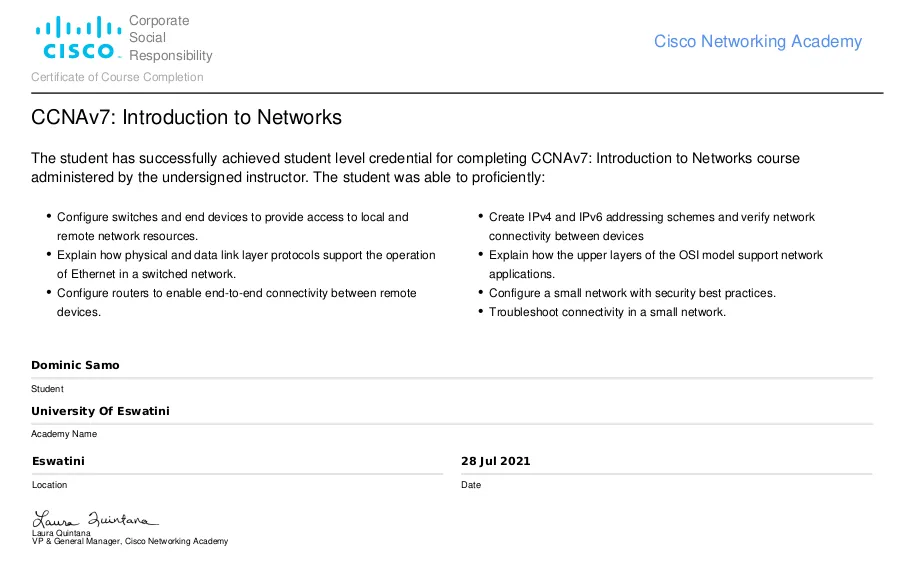 Corporate
Social
Responsibility
CISCO
Cisco Networking Academy
Certificate of Course Completion
CCNAv7: Introduction to Networks
The student has successfully achieved student level credential for completing CCNAv7: Introduction to Networks course
administered by the undersigned instructor. The student was able to proficiently:
• Configure switches and end devices to provide access to local and
remote network resources.
• Explain how physical and data link layer protocols support the operation
of Ethernet in a switched network.
• Configure routers to enable end-to-end connectivity between remote
devices.
• Create IPv4 and IPv6 addressing schemes and verify network
connectivity between devices
• Explain how the upper layers of the OSI model support network
applications.
• Configure a small network with security best practices.
• Troubleshoot connectivity in a small network.
Dominic Samo
Student
University Of Eswatini
Academy Name
Eswatini
Location
28 Jul 2021
Date
Laura Quintana
Laura Quintana
VP & General Manager, Cisco Networking Academy